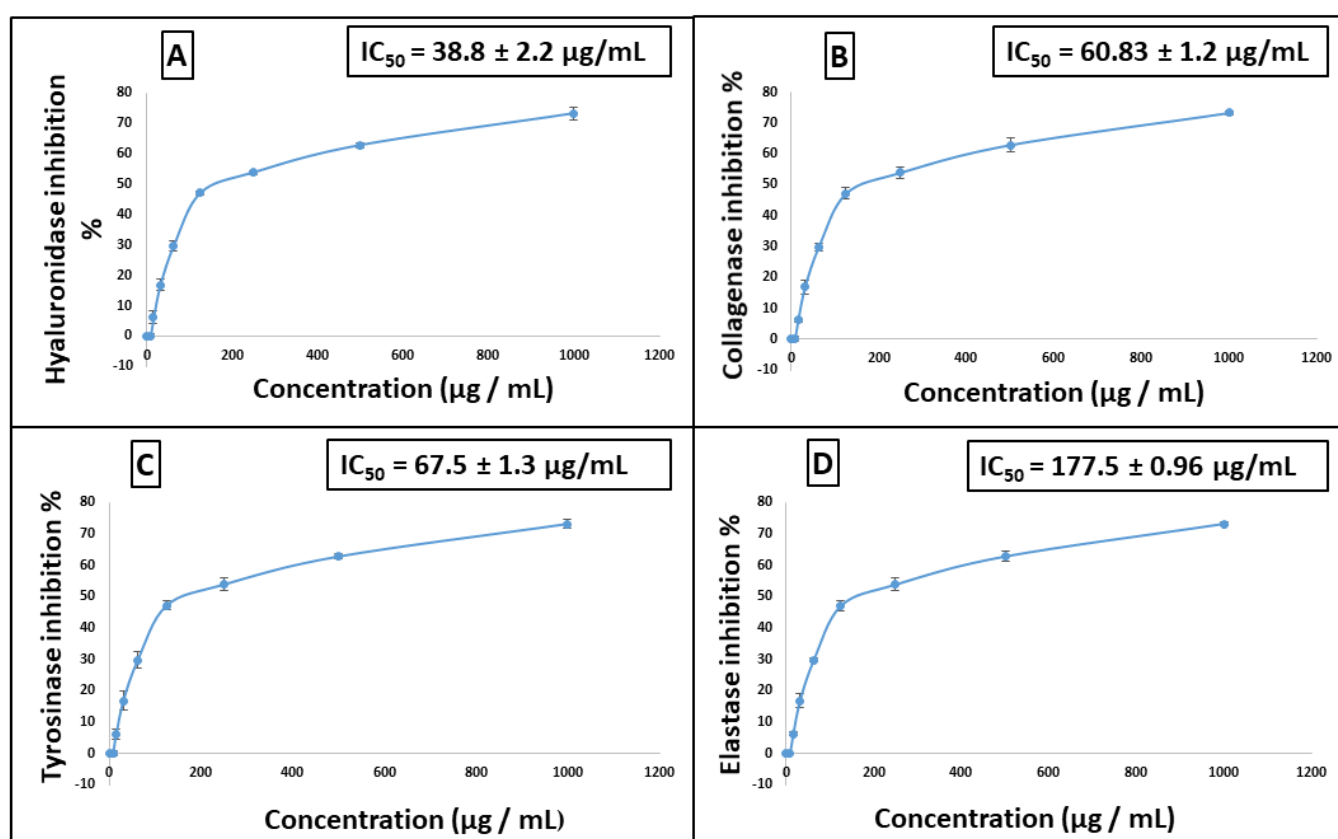 A
IC50 = 38.8 ± 2.2 µg/mL
Hyaluronidase inhibition
%
80
70
60
50
40
30
20
10
0
-10
0 200 400 600 800 1000 1200
Concentration (µg / mL)
B
IC50 = 60.83 ± 1.2 µg/mL
Collagenase inhibition %
80
70
60
50
40
30
20
10
0
-10
0 200 400 600 800 1000 1200
Concentration (µg / mL)
C
IC50 = 67.5 ± 1.3 µg/mL
Tyrosinase inhibition %
80
70
60
50
40
30
20
10
0
-10
0 200 400 600 800 1000 1200
Concentration (µg / mL)
D
IC50 = 177.5 ± 0.96 µg/mL
Elastase inhibition %
80
70
60
50
40
30
20
10
0
-10
0 200 400 600 800 1000 1200
Concentration (µg / mL)